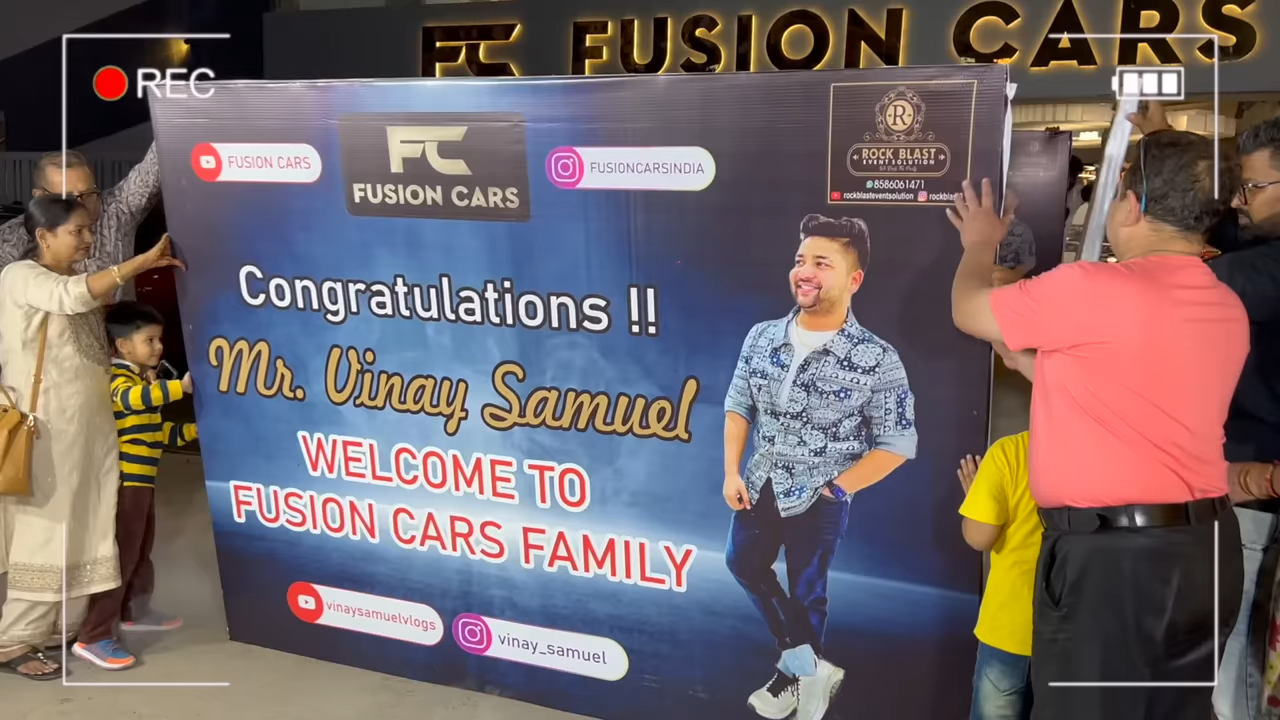 FC FUSION CARS
REC
FUSION CARS
FC
FUSION CARS
FUSIONCARSINDIA
R
ROCK BLAST
EVENT SOLUTION
8586061471
rockblasteventsolution
Congratulations !!
Mr. Vinay Samuel
WELCOME TO
FUSION CARS FAMILY
vinaysamuelvlogs
vinay_samuel